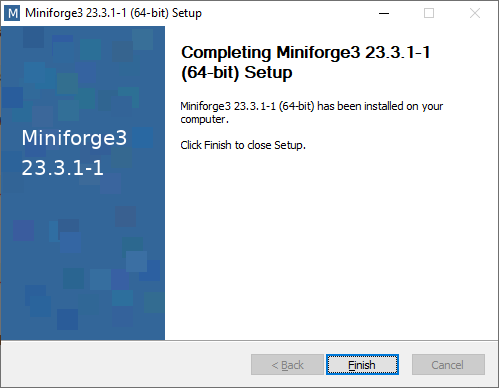 M Miniforge3 23.3.1-1 (64-bit) Setup
Completing Miniforge3 23.3.1-1
(64-bit) Setup
Miniforge3 23.3.1-1 (64-bit) has been installed on your
computer.
Click Finish to close Setup.
Miniforge3
23.3.1-1
< Back Finish Cancel